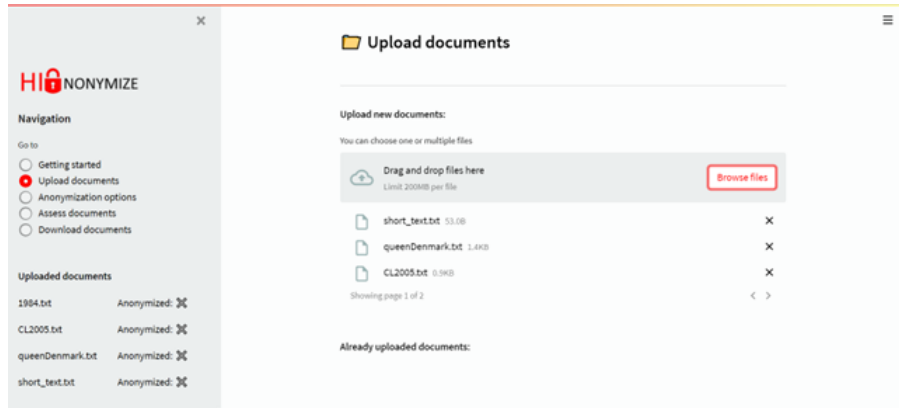 HI NONYMIZE
Navigation
Go to
Getting started
Upload documents
Anonymization options
Assess documents
Download documents
Uploaded documents
1984.txt Anonymized:
CL2005.txt Anonymized:
queenDenmark.txt Anonymized:
short_text.txt Anonymized:
Upload documents
Upload new documents:
You can choose one or multiple files
Drag and drop files here
Limit 200MB per file
Browse files
short_text.txt 53.0B
queenDenmark.txt 1.4KB
CL2005.txt 0.9KB
Showing page 1 of 2
Already uploaded documents: